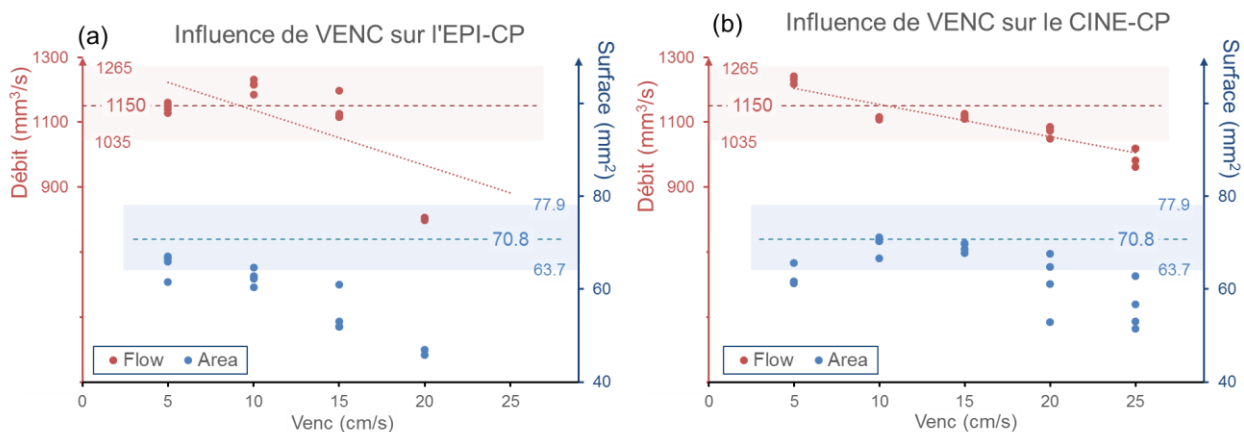 (a)
Influence de VENC sur l'EPI-CP
1300
1100
900
Débit (mm³/s)
1265
1150
1035
77.9
70.8
63.7
80
60
40
Surface (mm²)
Flow
Area
0
5
10
15
20
25
Venc (cm/s)
(b)
Influence de VENC sur le CINE-CP
1300
1100
900
Débit (mm³/s)
1265
1150
1035
77.9
70.8
63.7
80
60
40
Surface (mm²)
Flow
Area
0
5
10
15
20
25
Venc (cm/s)